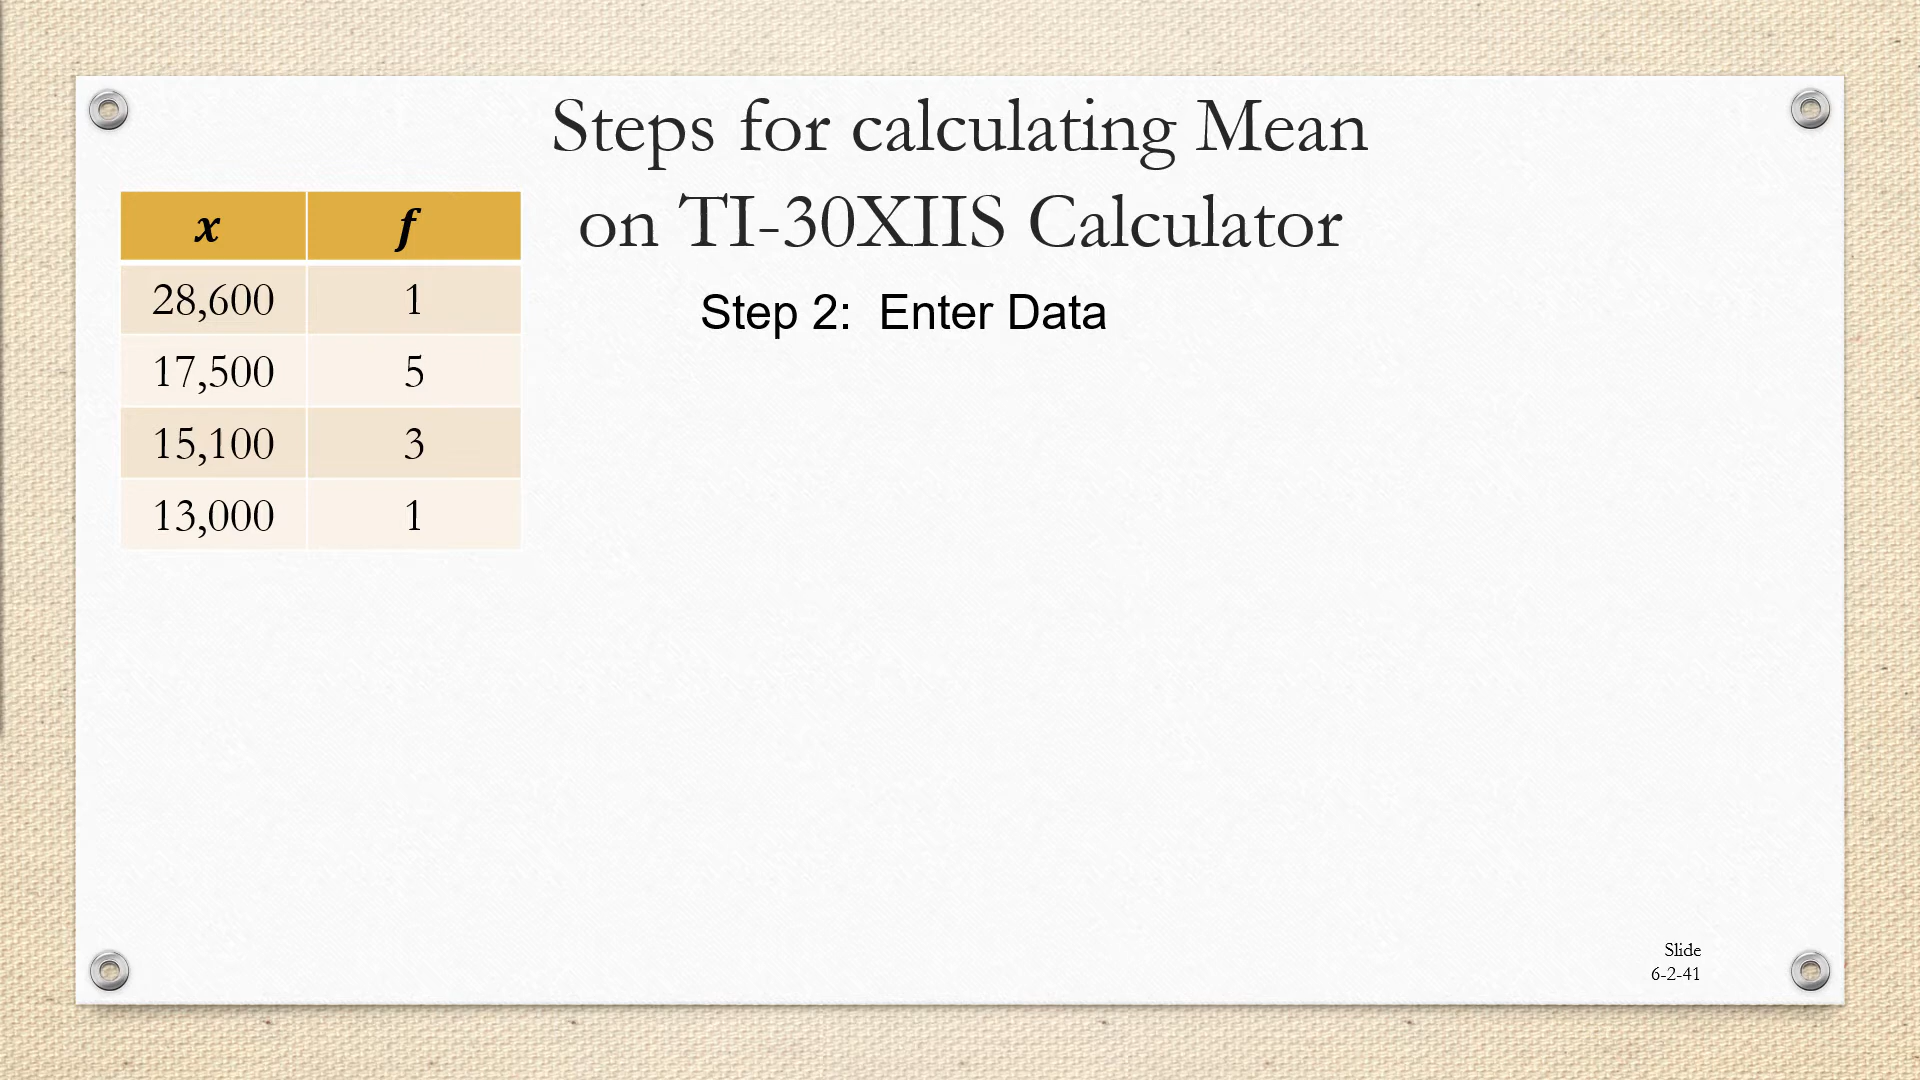 Steps for calculating Mean
on TI-30XIIS Calculator
x f
28,600 1
17,500 5
15,100 3
13,000 1
Step 2: Enter Data
Slide
6-2-41